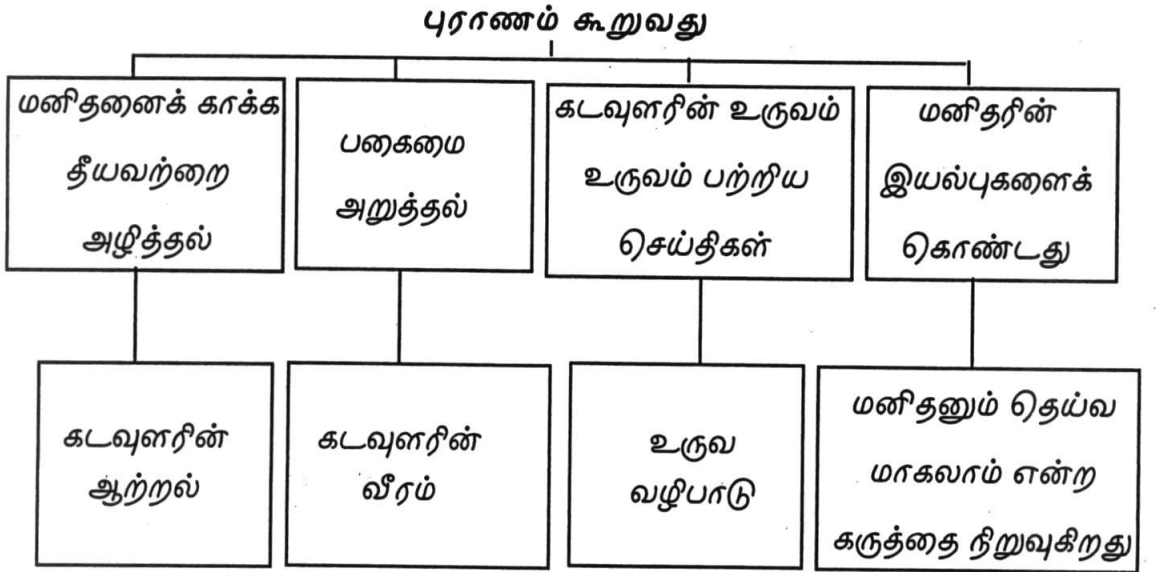 புராணம் கூறுவது
மனிதனைக் காக்க
தீயவற்றை
அழித்தல்
பகைமை
அறுத்தல்
கடவுளரின் உருவம்
உருவம் பற்றிய
செய்திகள்
மனிதரின்
இயல்புகளைக்
கொண்டது
கடவுளரின்
ஆற்றல்
கடவுளரின்
வீரம்
உருவ
வழிபாடு
மனிதனும் தெய்வ
மாகலாம் என்ற
கருத்தை நிறுவுகிறது